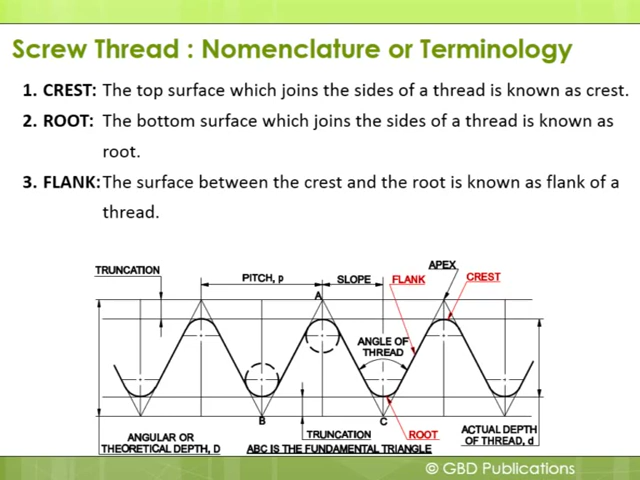 Screw Thread : Nomenclature or Terminology
1. CREST: The top surface which joins the sides of a thread is known as crest.
2. ROOT: The bottom surface which joins the sides of a thread is known as
root.
3. FLANK: The surface between the crest and the root is known as flank of a
thread.
TRUNCATION
PITCH, p
SLOPE
FLANK
APEX
CREST
A
ANGLE OF
THREAD
B
C
ANGULAR OR
THEORETICAL DEPTH, D
TRUNCATION
ROOT
ABC IS THE FUNDAMENTAL TRIANGLE
ACTUAL DEPTH
OF THREAD, d
© GBD Publications